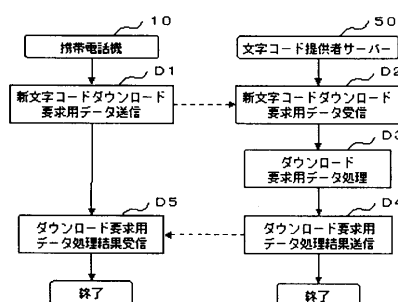 10
50
携帯電話機
文字コード提供者サーバー
D1
D2
新文字コードダウンロード
要求用データ送信
新文字コードダウンロード
要求用データ受信
D3
ダウンロード
要求用データ処理
D5
D4
ダウンロード要求用
データ処理結果受信
ダウンロード要求用
データ処理結果送信
終了
終了